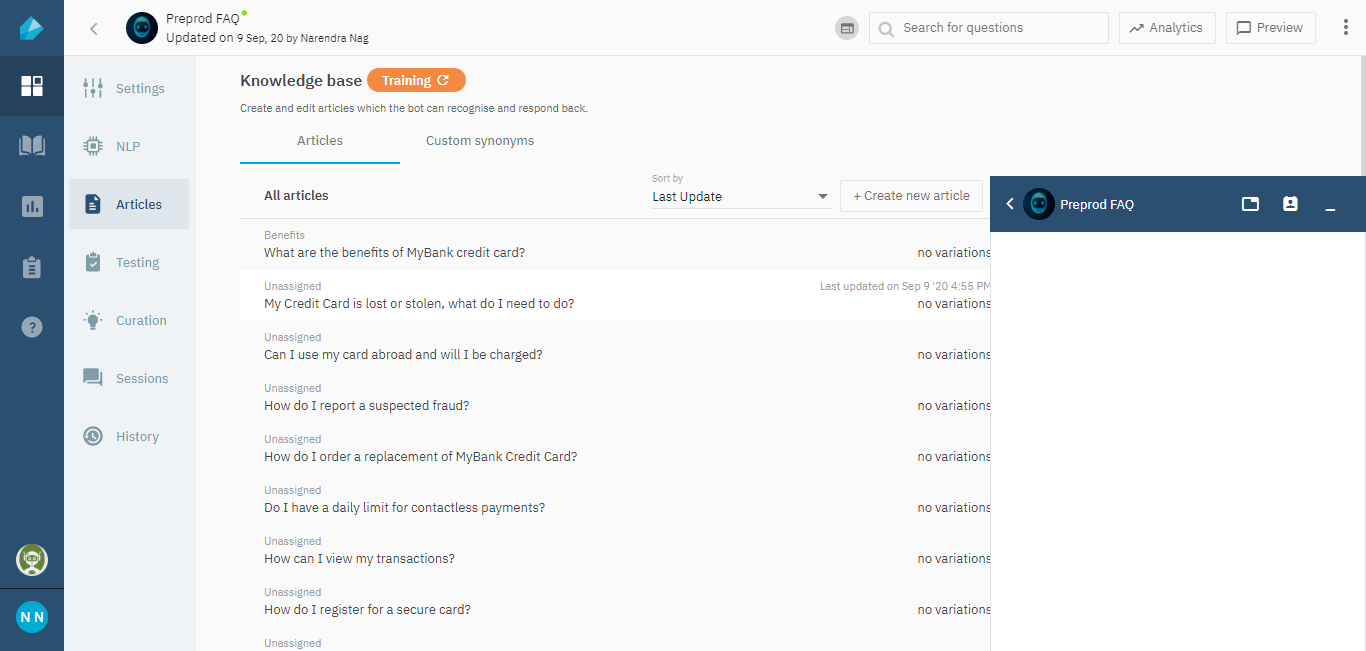 Preprod FAQ
Updated on 9 Sep, 20 by Narendra Nag
Search for questions
Analytics
Preview
Settings
NLP
Articles
Testing
Curation
Sessions
History
N N
Knowledge base
Training
Create and edit articles which the bot can recognise and respond back.
Articles
Custom synonyms
All articles
Sort by
Last Update
+ Create new article
Benefits
What are the benefits of MyBank credit card?
no variations
Unassigned
Last updated on Sep 9 '20 4:55 PM
My Credit Card is lost or stolen, what do I need to do?
no variations
Unassigned
Can I use my card abroad and will I be charged?
no variations
Unassigned
How do I report a suspected fraud?
no variations
Unassigned
How do I order a replacement of MyBank Credit Card?
no variations
Unassigned
Do I have a daily limit for contactless payments?
no variations
Unassigned
How can I view my transactions?
no variations
Unassigned
How do I register for a secure card?
no variations
Unassigned
Preprod FAQ